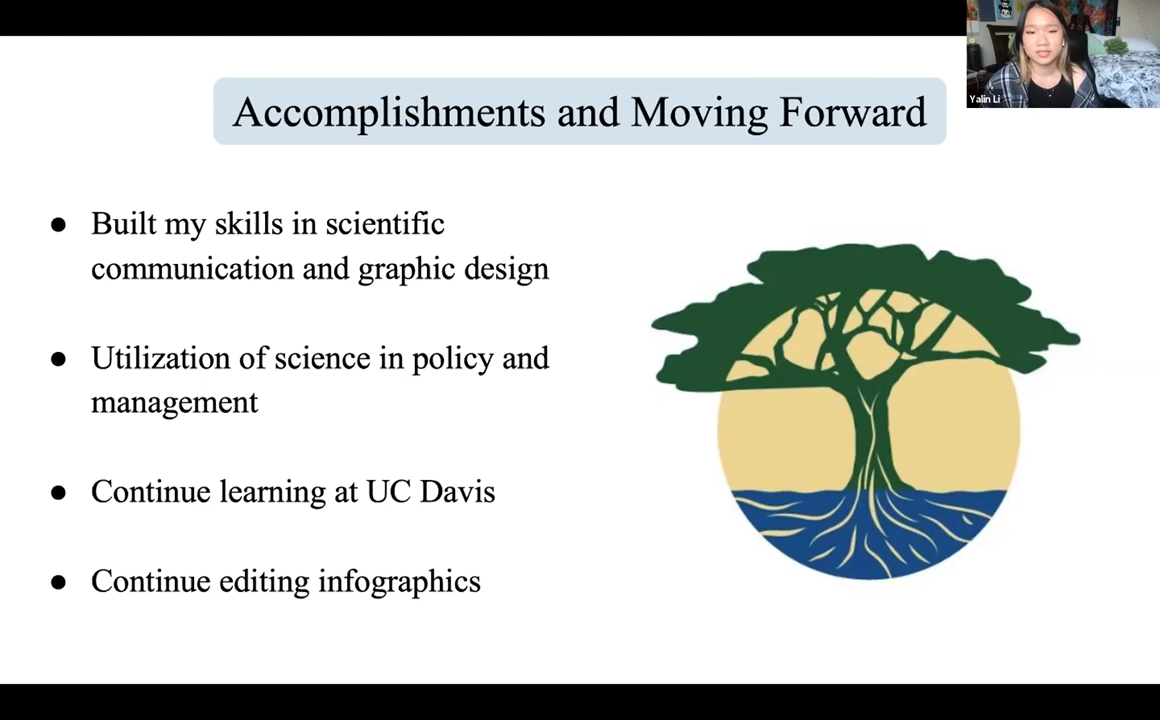 Yalin Li
Accomplishments and Moving Forward
● Built my skills in scientific
communication and graphic design
● Utilization of science in policy and
management
● Continue learning at UC Davis
● Continue editing infographics